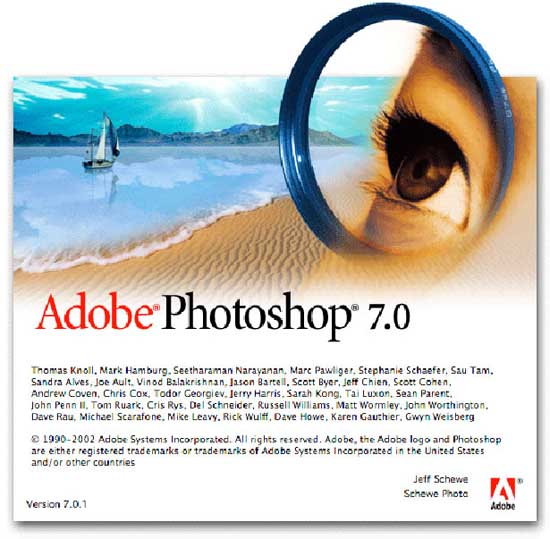 Adobe® Photoshop® 7.0
Thomas Knoll, Mark Hamburg, Seetharaman Narayanan, Marc Pawliger, Stephanie Schaefer, Sau Tam,
Sandra Alves, Joe Ault, Vinod Balakrishnan, Jason Bartell, Scott Byer, Jeff Chien, Scott Cohen,
Andrew Coven, Chris Cox, Todor Georgiev, Jerry Harris, Sarah Kong, Tai Luxon, Sean Parent,
John Penn II, Tom Ruark, Cris Rys, Del Schneider, Russell Williams, Matt Wormley, John Worthington,
Dave Rau, Michael Scarafone, Mike Leavy, Rick Wulff, Dave Howe, Karen Gauthier, Gwyn Weisberg
© 1990-2002 Adobe Systems Incorporated. All rights reserved. Adobe, the Adobe logo and Photoshop
are either registered trademarks or trademarks of Adobe Systems Incorporated in the United States
and/or other countries
Jeff Schewe
Schewe Photo
®
Adobe
Version 7.0.1